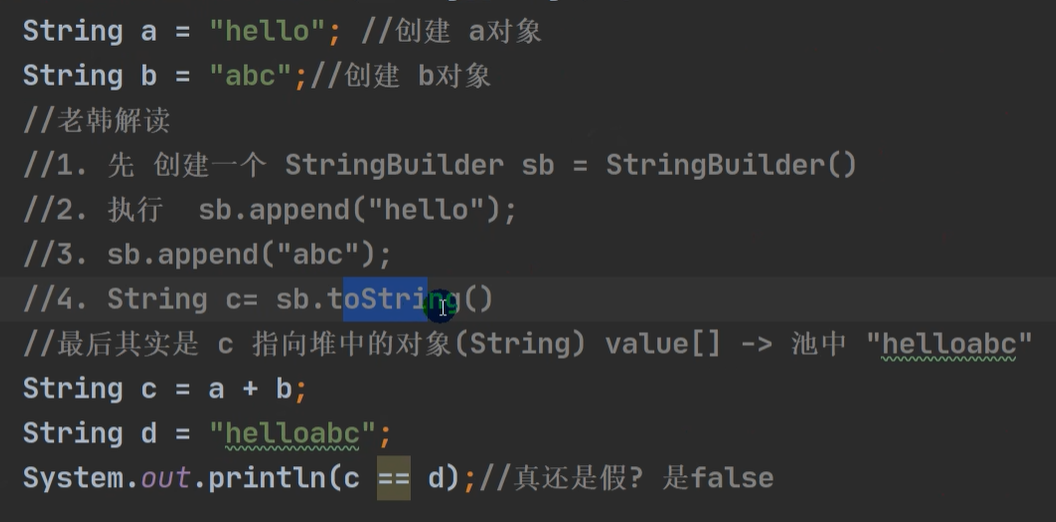 String a = "hello"; //创建 a对象
String b = "abc";//创建 b对象
//老韩解读
//1. 先 创建一个 StringBuilder sb = StringBuilder()
//2. 执行  sb.append("hello");
//3. sb.append("abc");
//4. String c= sb.toString()
//最后其实是 c 指向堆中的对象(String) value[] -> 池中 "helloabc"
String c = a + b;
String d = "helloabc";
System.out.println(c == d);//真还是假? 是false